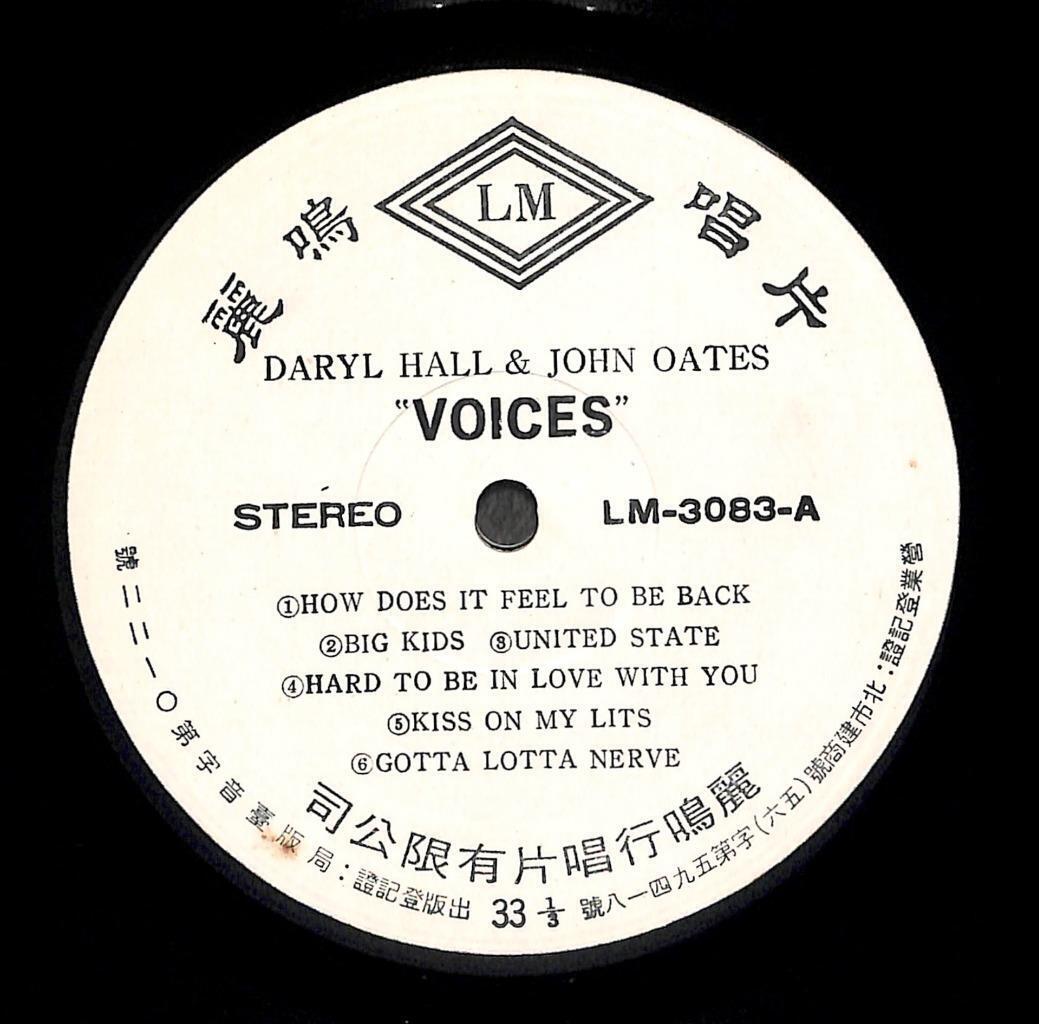 麗鳴 LM 唱片
DARYL HALL & JOHN OATES
"VOICES"
STEREO LM-3083-A
①HOW DOES IT FEEL TO BE BACK
②BIG KIDS ③UNITED STATE
④HARD TO BE IN LOVE WITH YOU
⑤KISS ON MY LITS
⑥GOTTA LOTTA NERVE
麗鳴行唱片有限公司
營業登記證:北市建商號(六五)字第五九四一八號
33 1/3
出版登記證:局版臺音字第〇一二二號